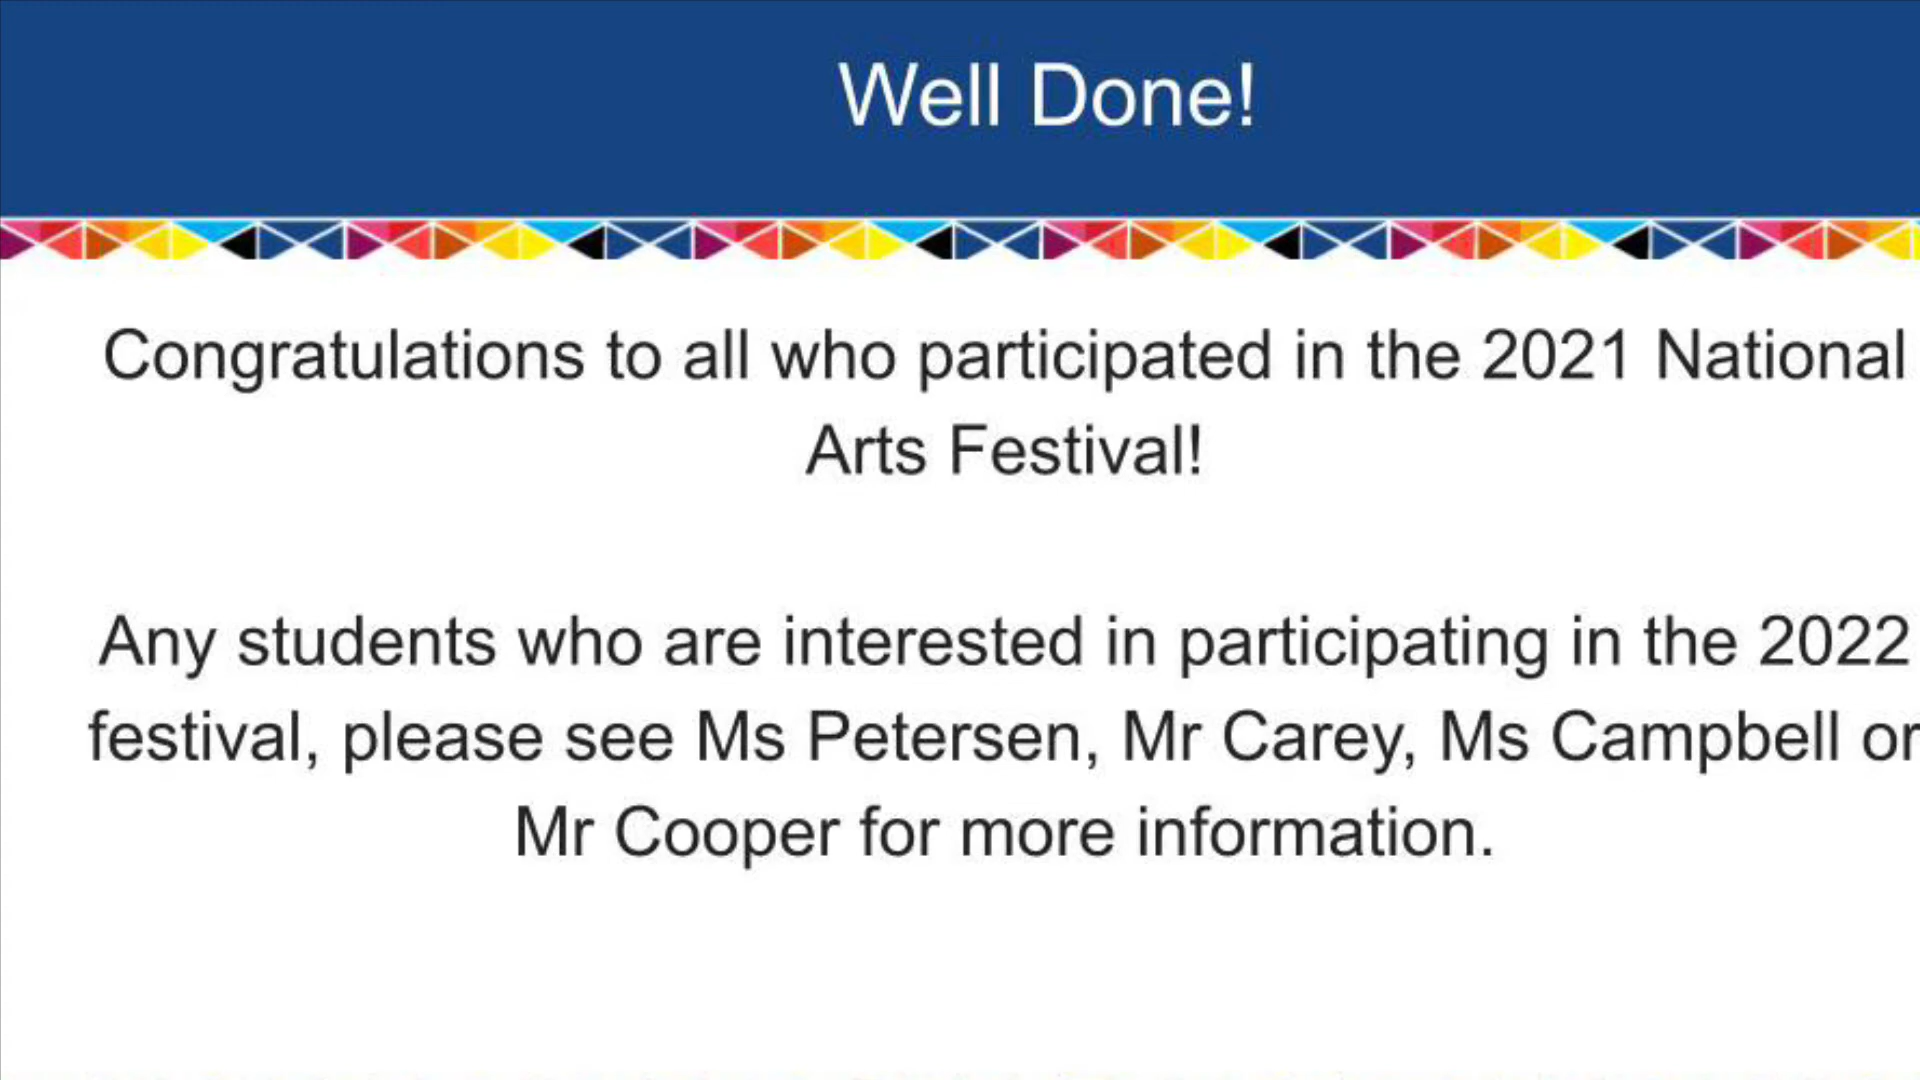 Well Done!
Congratulations to all who participated in the 2021 National
Arts Festival!
Any students who are interested in participating in the 2022
festival, please see Ms Petersen, Mr Carey, Ms Campbell or
Mr Cooper for more information.